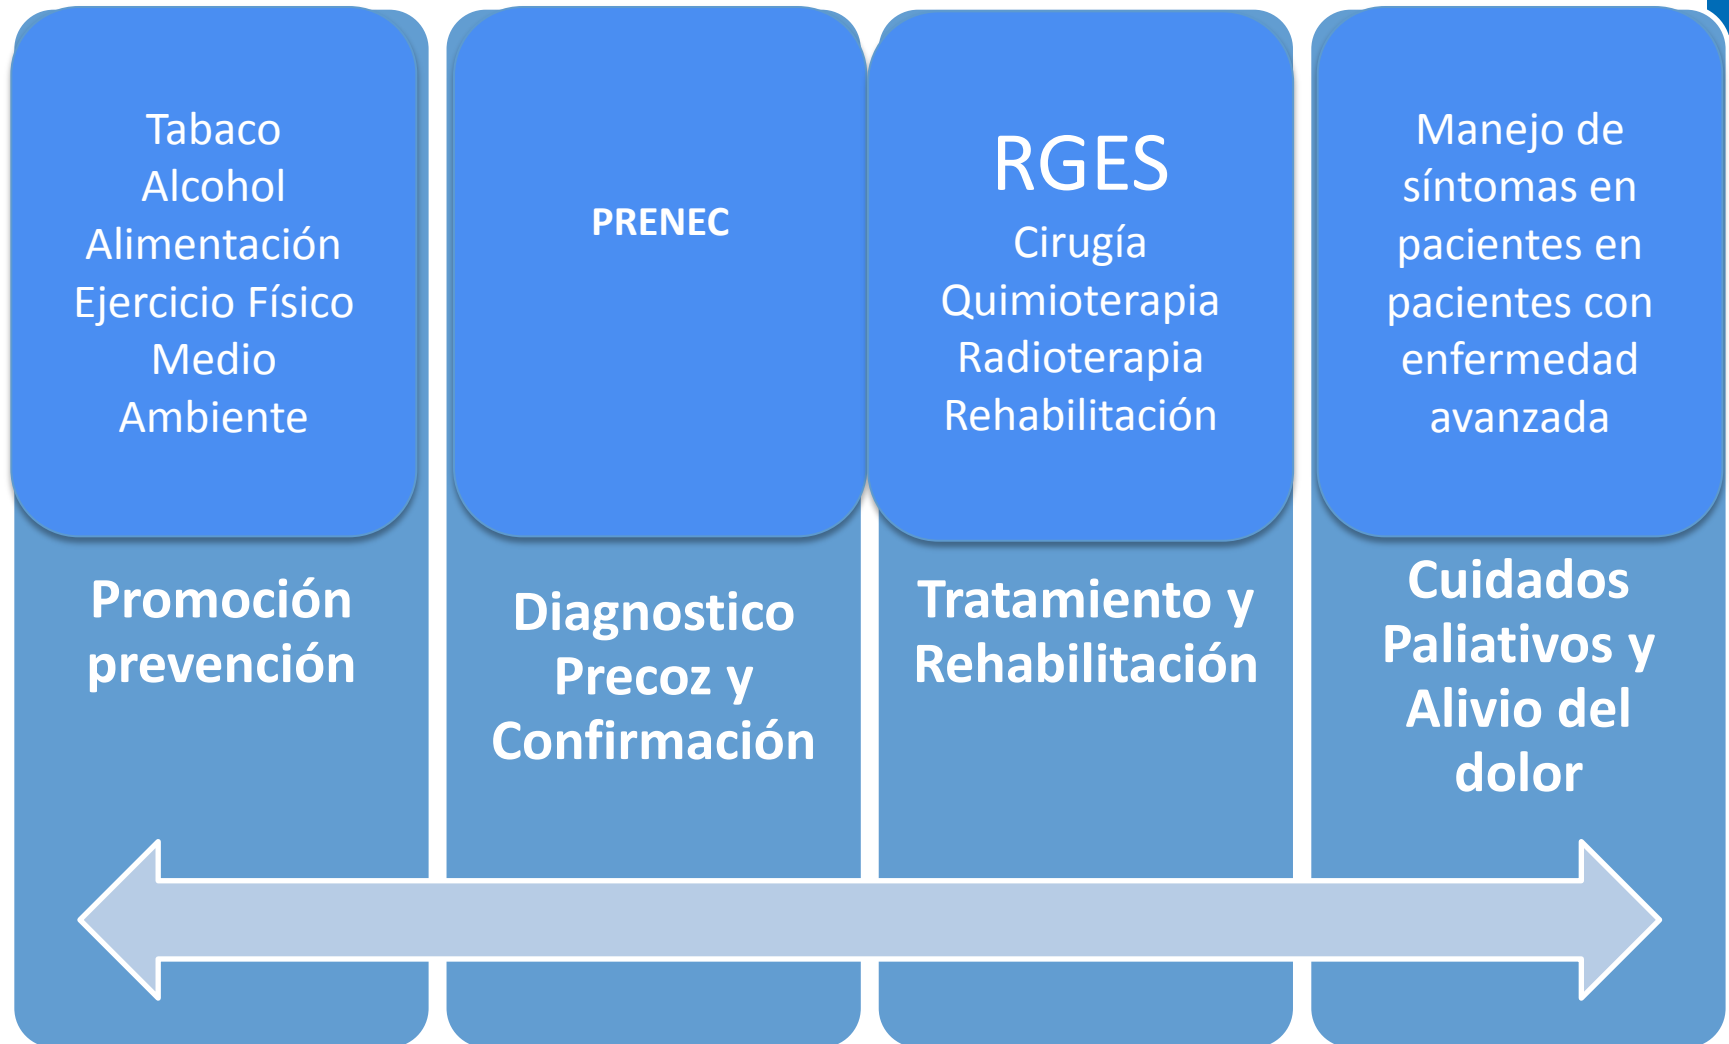 Tabaco
Alcohol
Alimentación
Ejercicio Físico
Medio
Ambiente
Promoción
prevención
PRENEC
Diagnostico
Precoz y
Confirmación
RGES
Cirugía
Quimioterapia
Radioterapia
Rehabilitación
Tratamiento y
Rehabilitación
Manejo de
síntomas en
pacientes en
pacientes con
enfermedad
avanzada
Cuidados
Paliativos y
Alivio del
dolor